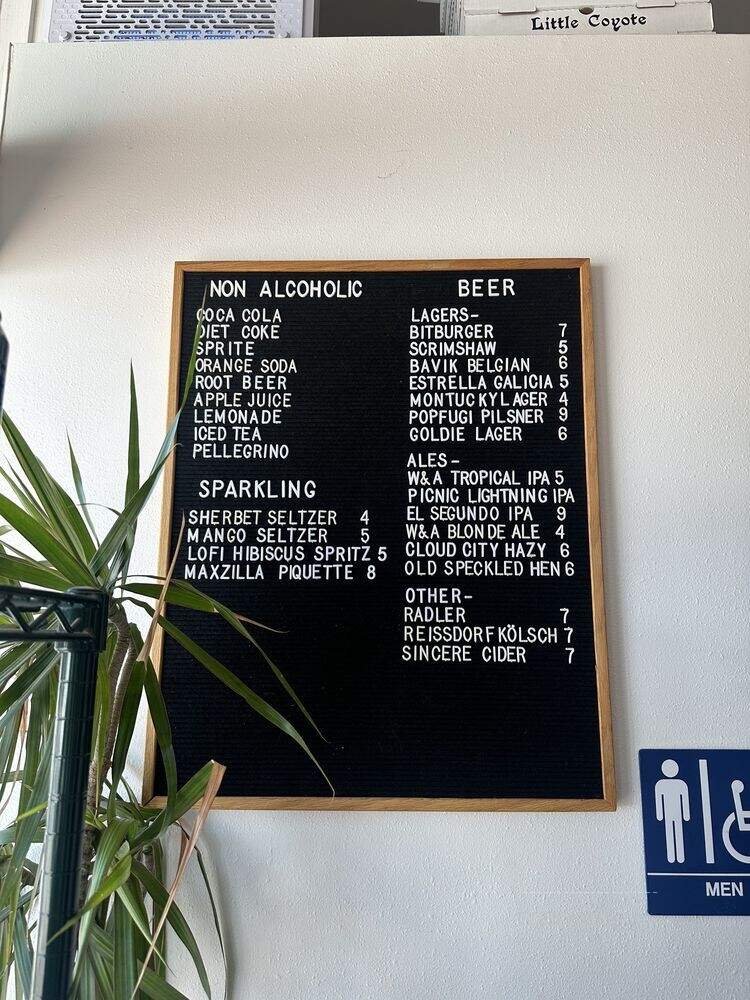 Little Coyote
NON ALCOHOLIC
COCA COLA
DIET COKE
SPRITE
ORANGE SODA
ROOT BEER
APPLE JUICE
LEMONADE
ICED TEA
PELLEGRINO
SPARKLING
SHERBET SELTZER 4
MANGO SELTZER 5
LOFI HIBISCUS SPRITZ 5
MAXZILLA PIQUETTE 8
BEER
LAGERS-
BITBURGER 7
SCRIMSHAW 5
BAVIK BELGIAN 6
ESTRELLA GALICIA 5
MONTUCKY LAGER 4
POPFUGI PILSNER 9
GOLDIE LAGER 6
ALES-
W&A TROPICAL IPA 5
PICNIC LIGHTNING IPA
EL SEGUNDO IPA 9
W&A BLONDE ALE 4
CLOUD CITY HAZY 6
OLD SPECKLED HEN 6
OTHER-
RADLER 7
REISSDORF KÖLSCH 7
SINCERE CIDER 7
MEN